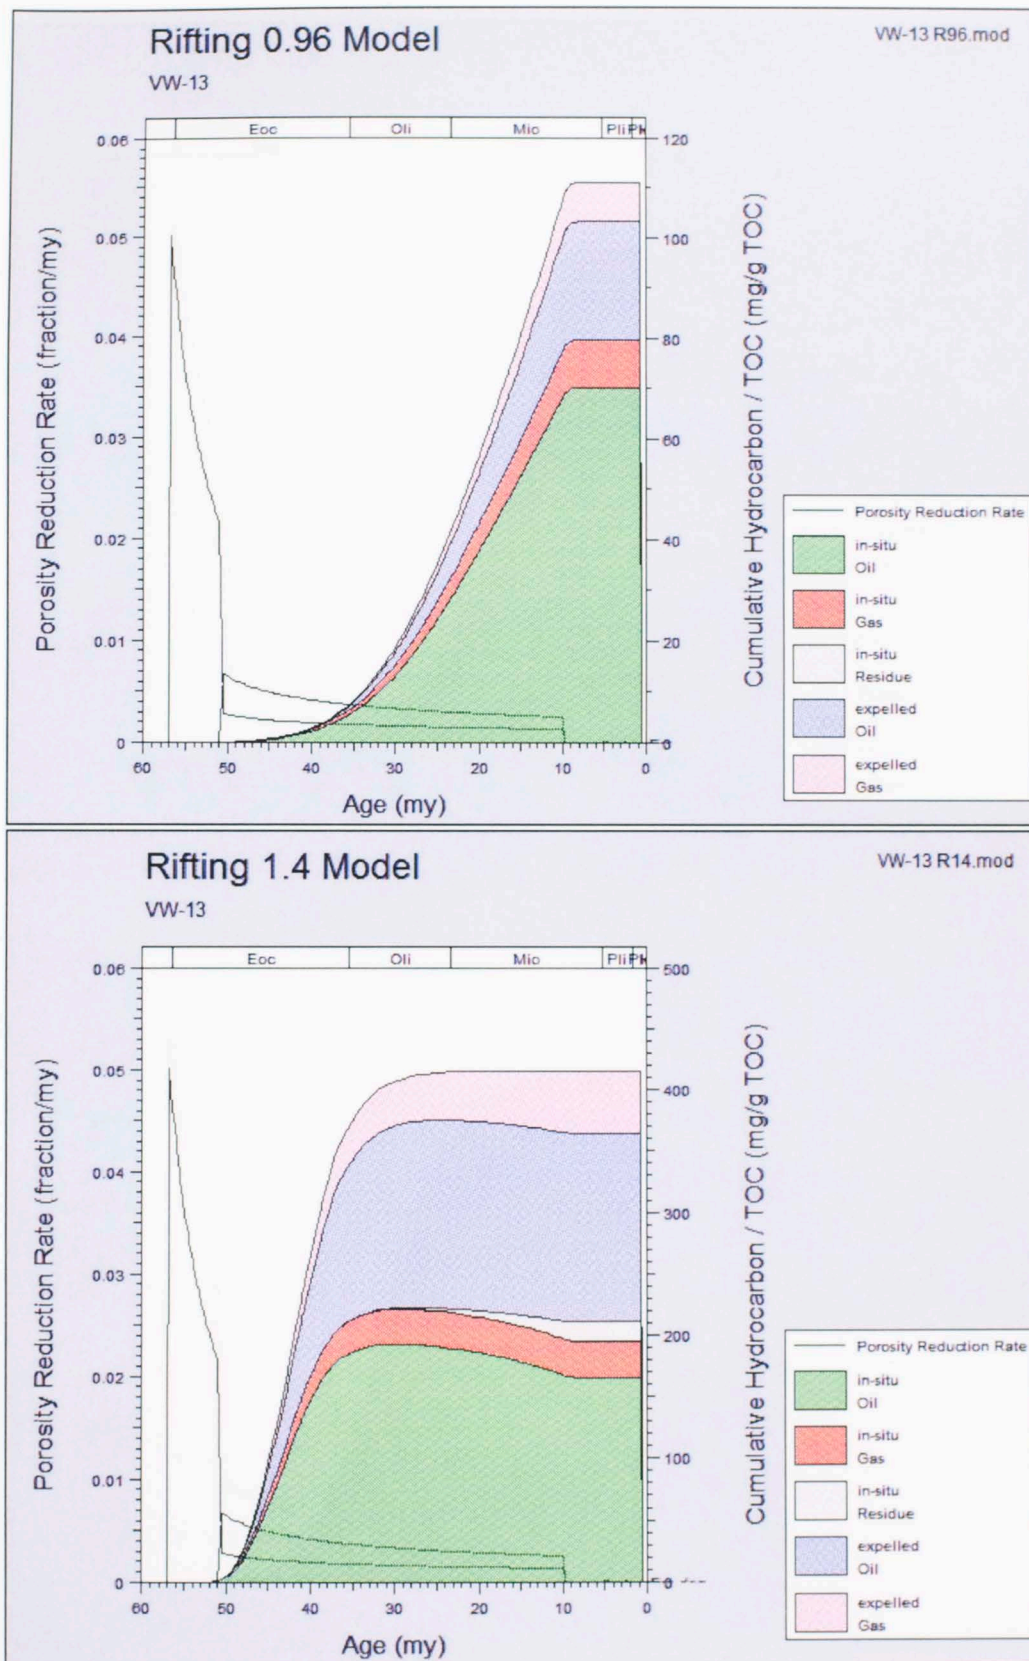 Rifting 0.96 Model
VW-13 R96.mod
VW-13
Eoc Oli Mio Pli
0.06 120
0.05 100
0.04 80
0.03 60
0.02 40
0.01 20
0 0
60 50 40 30 20 10 0
Porosity Reduction Rate (fraction/my)
Cumulative Hydrocarbon / TOC (mg/g TOC)
Age (my)
Porosity Reduction Rate
in-situ
Oil
in-situ
Gas
in-situ
Residue
expelled
Oil
expelled
Gas
Rifting 1.4 Model
VW-13 R14.mod
VW-13
Eoc Oli Mio Pli
0.06 500
0.05
400
0.04
0.03 300
0.02 200
0.01 100
0 0
60 50 40 30 20 10 0
Porosity Reduction Rate (fraction/my)
Cumulative Hydrocarbon / TOC (mg/g TOC)
Age (my)
Porosity Reduction Rate
in-situ
Oil
in-situ
Gas
in-situ
Residue
expelled
Oil
expelled
Gas